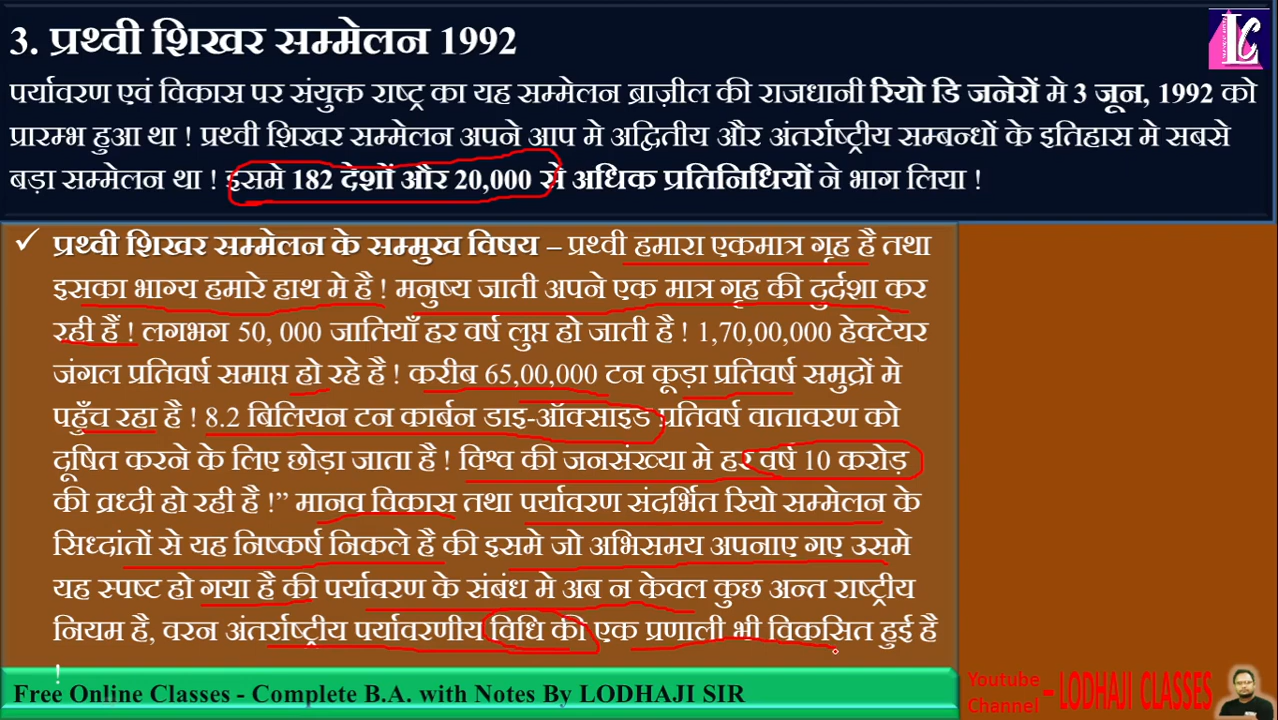 3. प्रथ्वी शिखर सम्मेलन 1992
LC
पर्यावरण एवं विकास पर संयुक्त राष्ट्र का यह सम्मेलन ब्राज़ील की राजधानी रियो डि जनेरों मे 3 जून, 1992 को
प्रारम्भ हुआ था ! प्रथ्वी शिखर सम्मेलन अपने आप मे अद्वितीय और अंतर्राष्ट्रीय सम्बन्धों के इतिहास मे सबसे
बड़ा सम्मेलन था ! इसमे 182 देशों और 20,000 से अधिक प्रतिनिधियों ने भाग लिया !
✓ प्रथ्वी शिखर सम्मेलन के सम्मुख विषय – प्रथ्वी हमारा एकमात्र गृह है तथा
इसका भाग्य हमारे हाथ मे है ! मनुष्य जाती अपने एक मात्र गृह की दुर्दशा कर
रही हैं ! लगभग 50, 000 जातियाँ हर वर्ष लुप्त हो जाती है ! 1,70,00,000 हेक्टेयर
जंगल प्रतिवर्ष समाप्त हो रहे है ! करीब 65,00,000 टन कूड़ा प्रतिवर्ष समुद्रों मे
पहुँच रहा है ! 8.2 बिलियन टन कार्बन डाइ-ऑक्साइड प्रतिवर्ष वातावरण को
दूषित करने के लिए छोड़ा जाता है ! विश्व की जनसंख्या मे हर वर्ष 10 करोड़
की व्रध्दी हो रही है !” मानव विकास तथा पर्यावरण संदर्भित रियो सम्मेलन के
सिध्दांतों से यह निष्कर्ष निकले है की इसमे जो अभिसमय अपनाए गए उसमे
यह स्पष्ट हो गया है की पर्यावरण के संबंध मे अब न केवल कुछ अन्त राष्ट्रीय
नियम है, वरन अंतर्राष्ट्रीय पर्यावरणीय विधि की एक प्रणाली भी विकसित हुई है
!
Free Online Classes - Complete B.A. with Notes By LODHAJI SIR
Youtube Channel – LODHAJI CLASSES